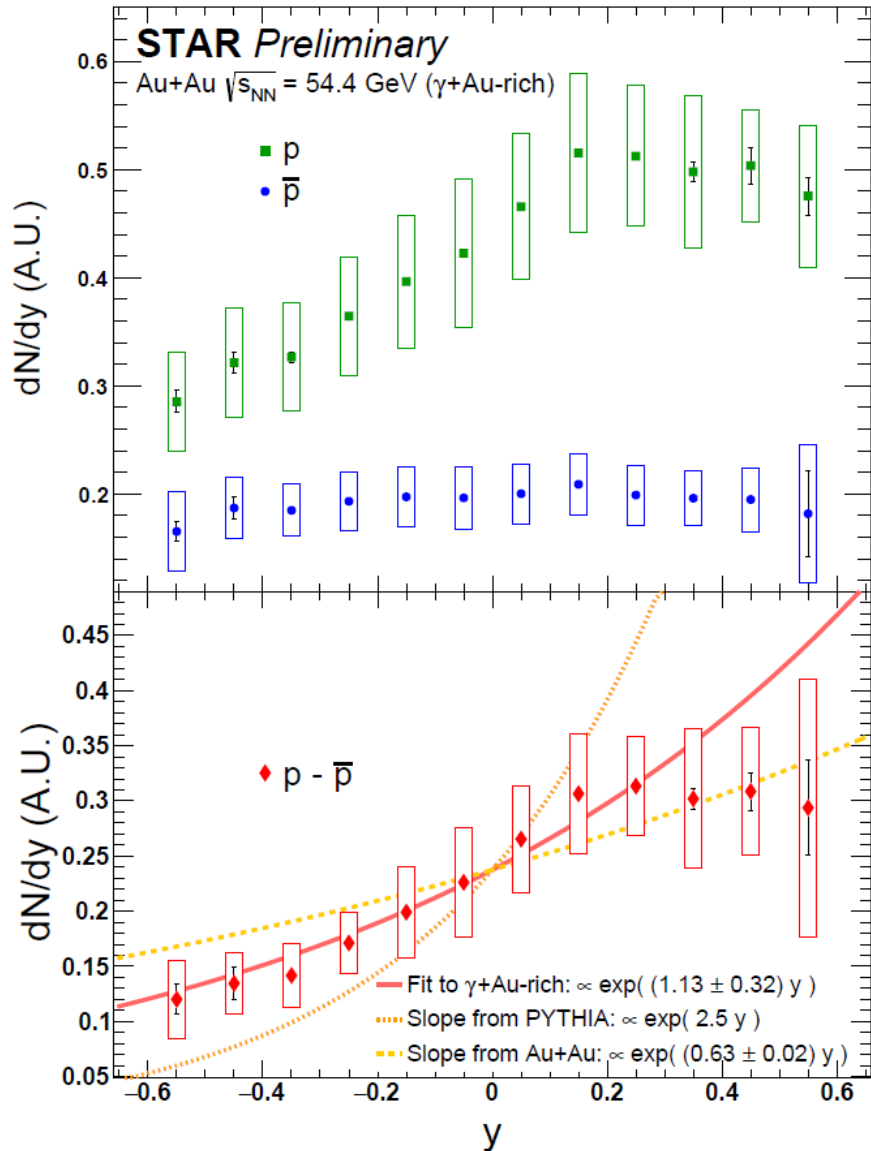 STAR Preliminary
Au+Au √s_NN = 54.4 GeV (γ+Au-rich)
p
p̅
dN/dy (A.U.)
0.6
0.5
0.4
0.3
0.2
p - p̅
dN/dy (A.U.)
0.45
0.4
0.35
0.3
0.25
0.2
0.15
0.1
0.05
Fit to γ+Au-rich: ∝ exp( (1.13 ± 0.32) y )
Slope from PYTHIA: ∝ exp( 2.5 y )
Slope from Au+Au: ∝ exp( (0.63 ± 0.02) y )
−0.6 −0.4 −0.2 0 0.2 0.4 0.6
y